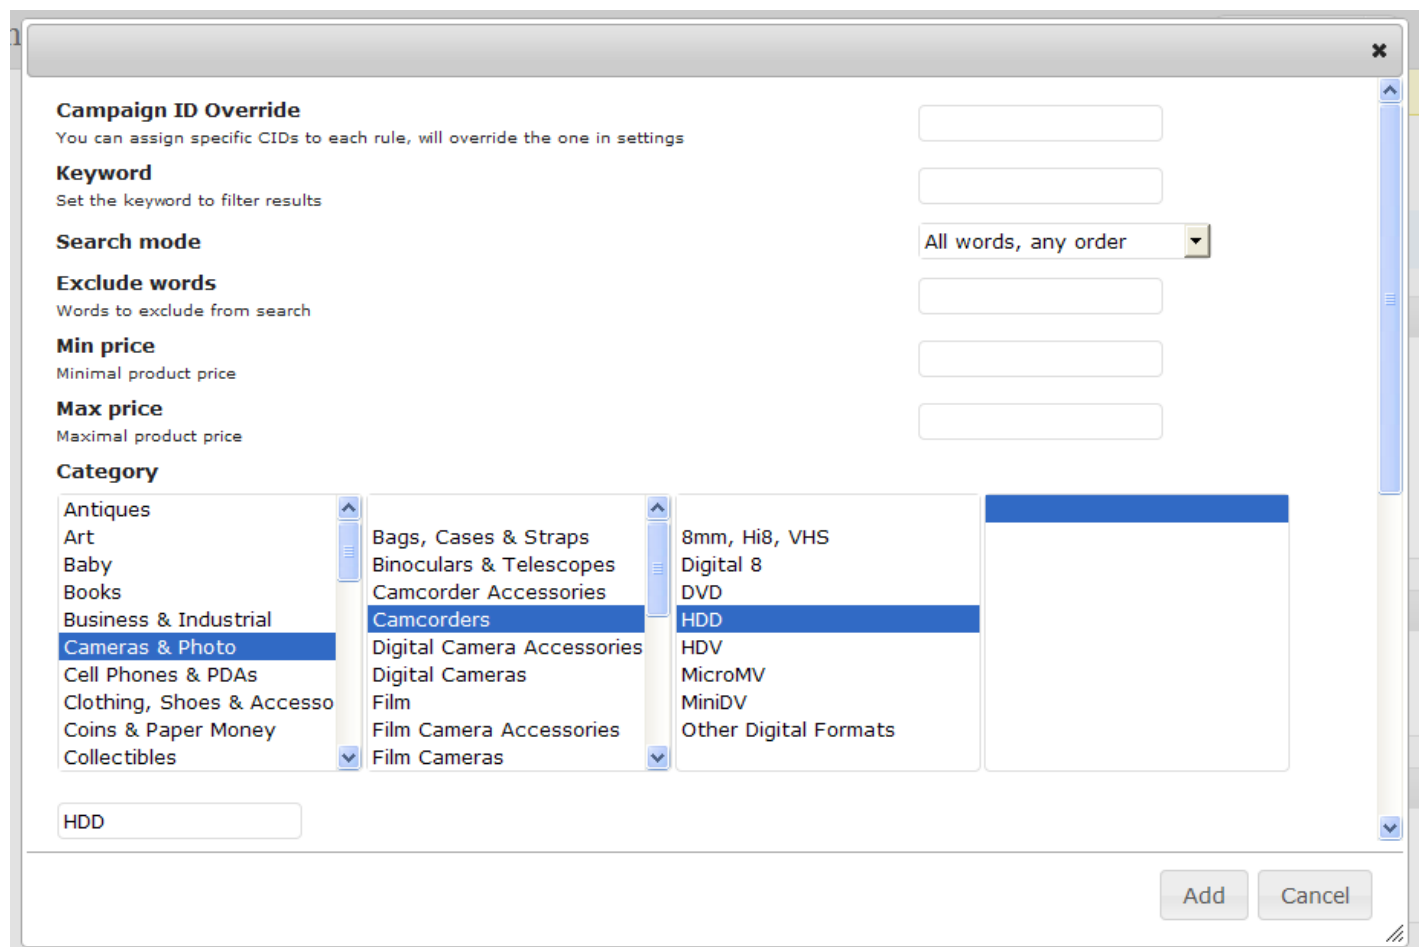 n
Campaign ID Override
You can assign specific CIDs to each rule, will override the one in settings
Keyword
Set the keyword to filter results
Search mode
All words, any order
Exclude words
Words to exclude from search
Min price
Minimal product price
Max price
Maximal product price
Category
Antiques
Art
Baby
Books
Business & Industrial
Cameras & Photo
Cell Phones & PDAs
Clothing, Shoes & Accesso
Coins & Paper Money
Collectibles
Bags, Cases & Straps
Binoculars & Telescopes
Camcorder Accessories
Camcorders
Digital Camera Accessories
Digital Cameras
Film
Film Camera Accessories
Film Cameras
8mm, Hi8, VHS
Digital 8
DVD
HDD
HDV
MicroMV
MiniDV
Other Digital Formats
HDD
Add
Cancel